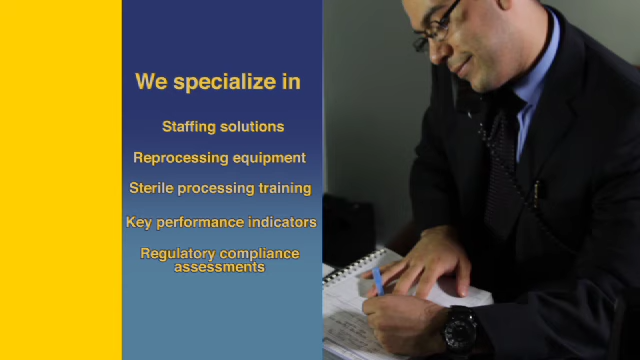 We specialize in
Staffing solutions
Reprocessing equipment
Sterile processing training
Key performance indicators
Regulatory compliance
assessments